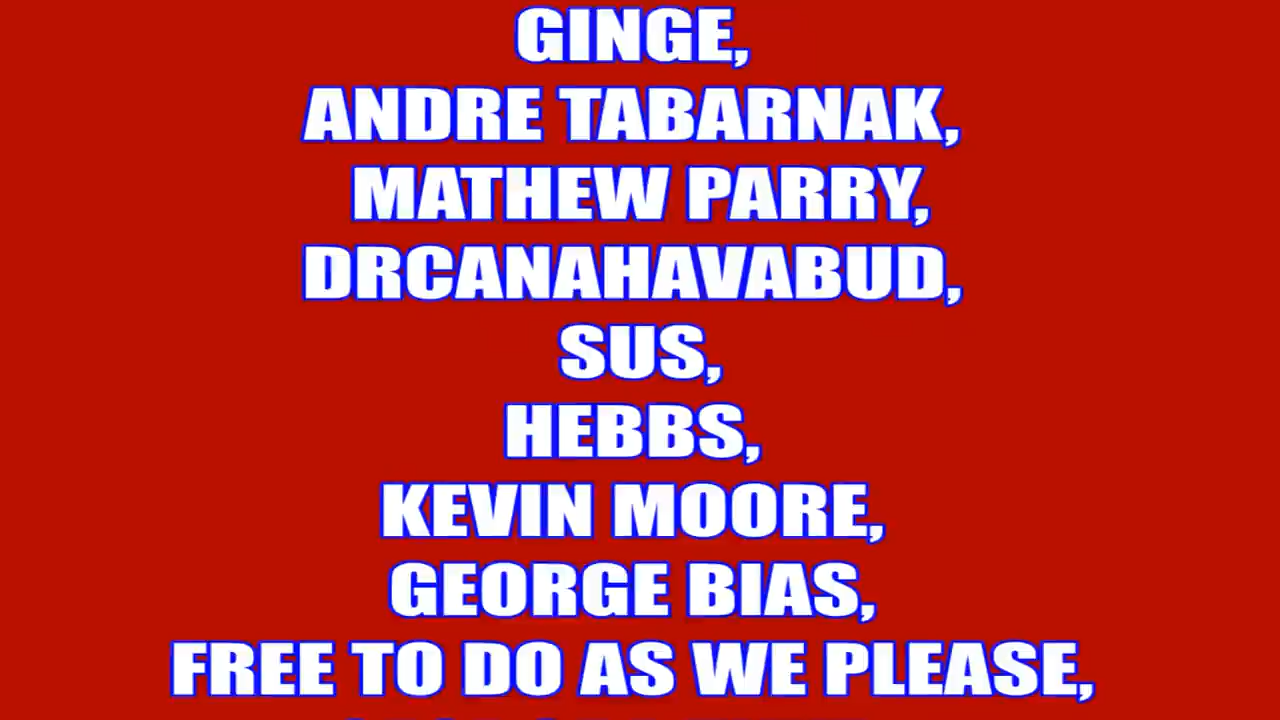 GINGE,
ANDRE TABARNAK,
MATHEW PARRY,
DRCANAHAVABUD,
SUS,
HEBBS,
KEVIN MOORE,
GEORGE BIAS,
FREE TO DO AS WE PLEASE,